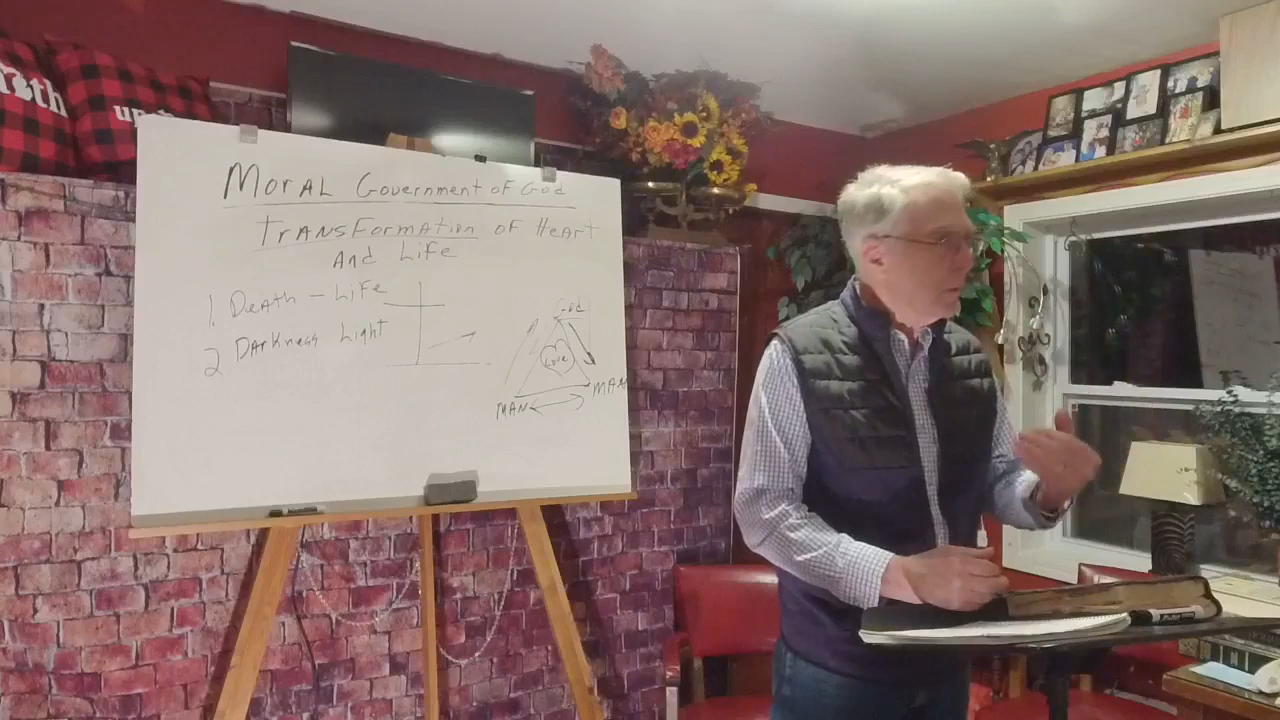 MORAL Government of God
TRANSFORMATION of Heart
And Life
1. Death - Life
2 Darkness Light
God
Love
MAN
MAN